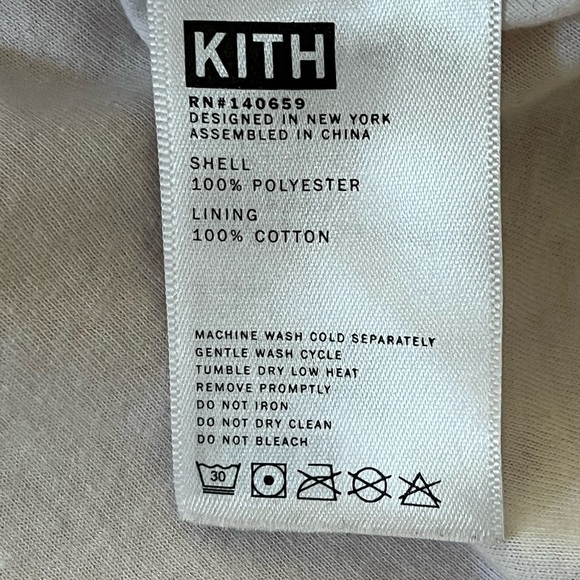 KITH
RN#140659
DESIGNED IN NEW YORK
ASSEMBLED IN CHINA
SHELL
100% POLYESTER
LINING
100% COTTON
MACHINE WASH COLD SEPARATELY
GENTLE WASH CYCLE
TUMBLE DRY LOW HEAT
REMOVE PROMPTLY
DO NOT IRON
DO NOT DRY CLEAN
DO NOT BLEACH
30